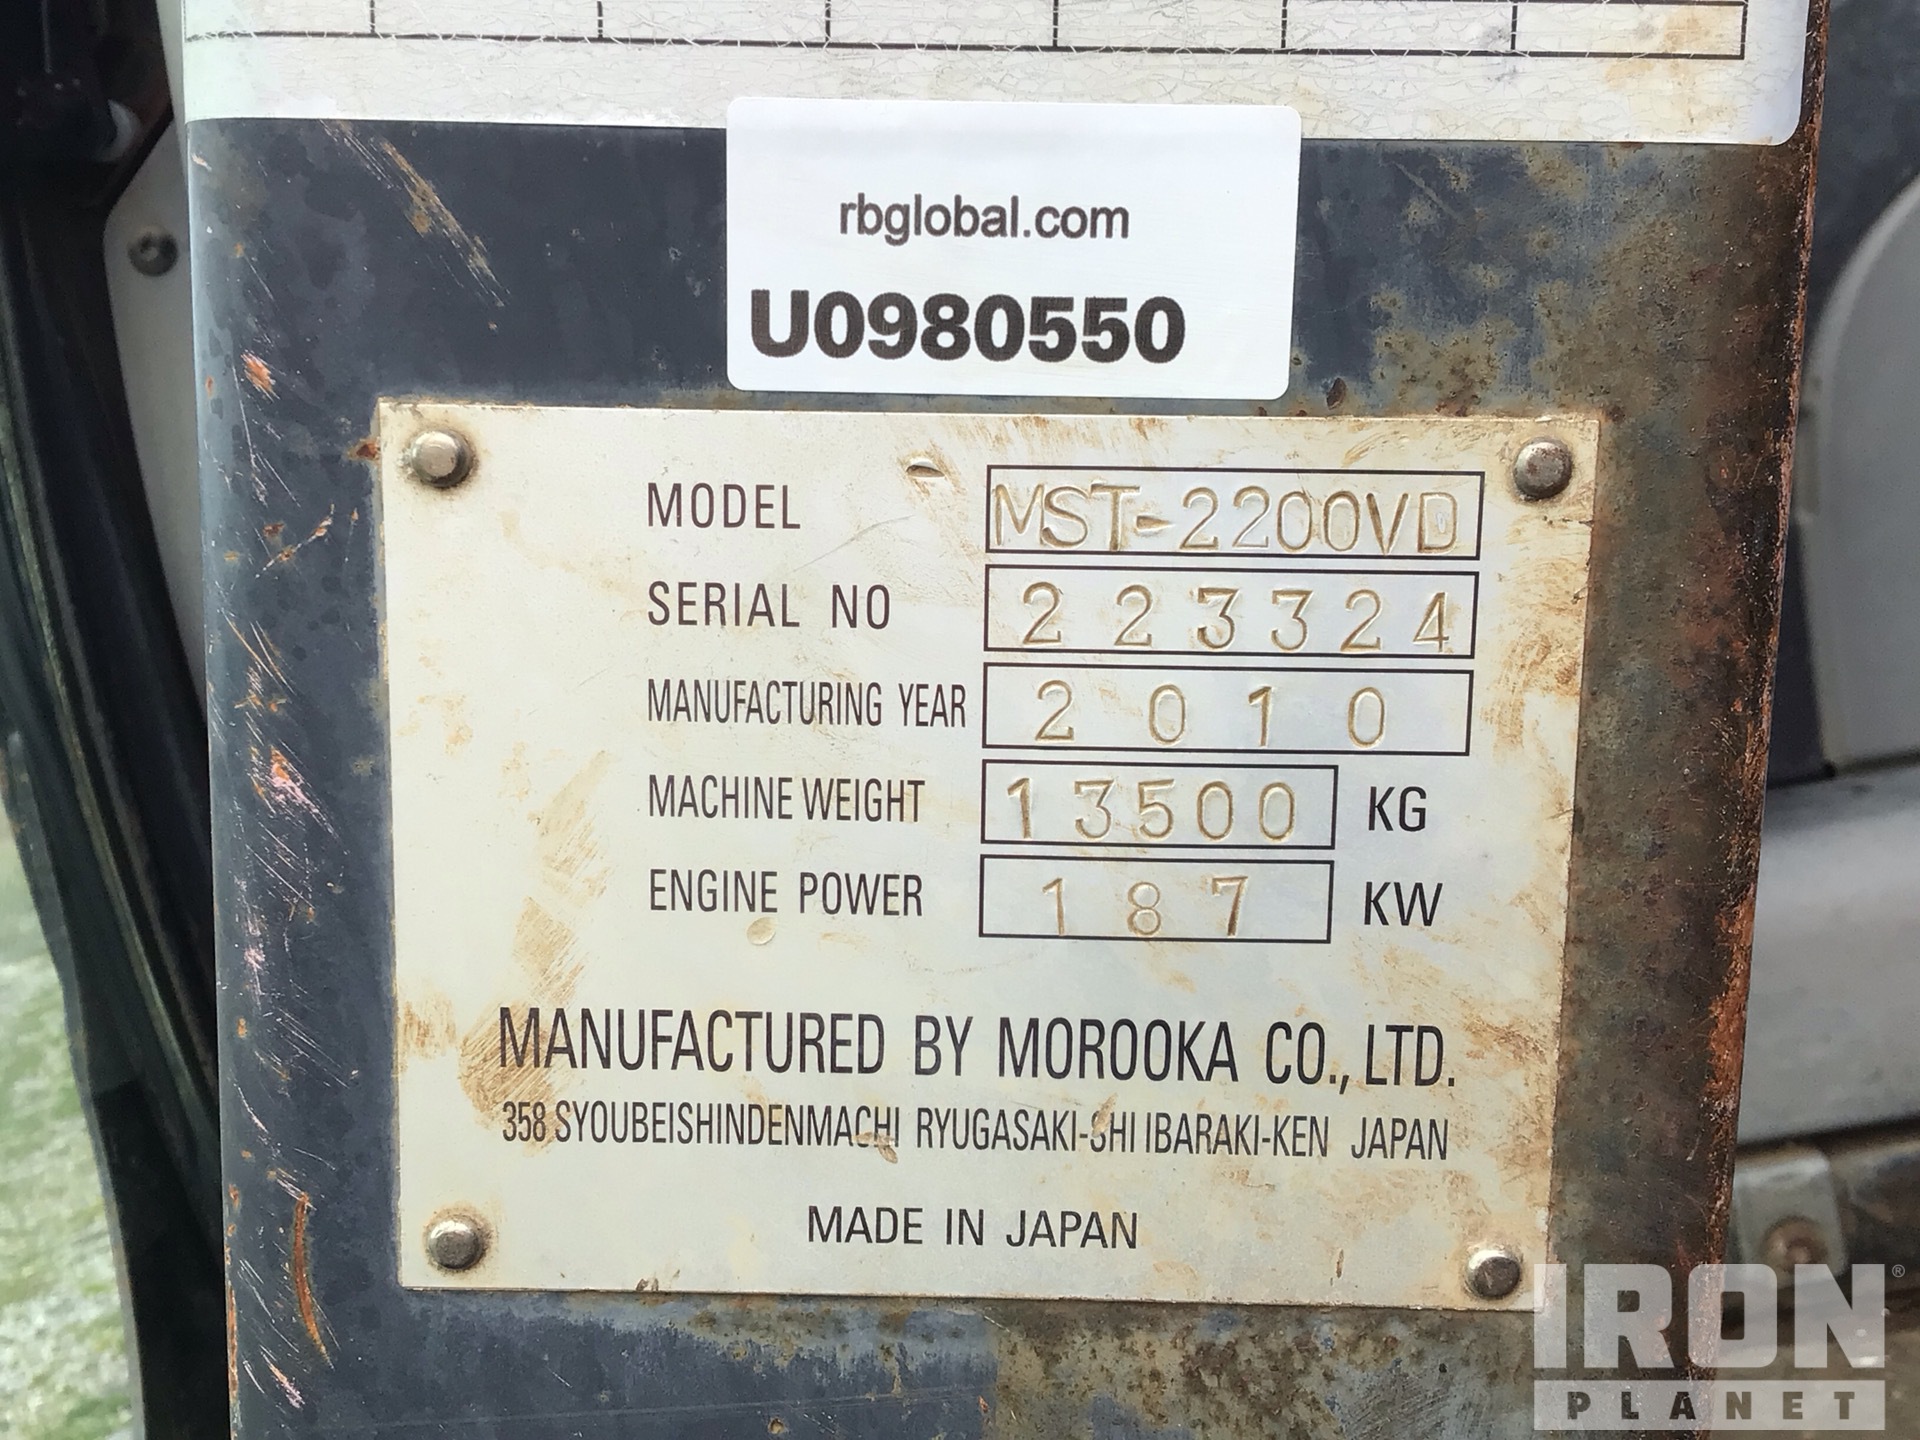 rbglobal.com
U0980550
MODEL MST-2200VD
SERIAL NO 223324
MANUFACTURING YEAR 2010
MACHINE WEIGHT 13500 KG
ENGINE POWER 187 KW
MANUFACTURED BY MOROOKA CO., LTD.
358 SYOUBEISHINDENMACHI RYUGASAKI-SHI IBARAKI-KEN JAPAN
MADE IN JAPAN
IRON®
PLANET